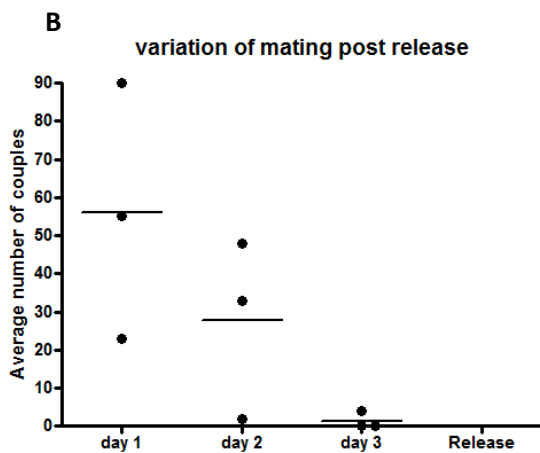 B
variation of mating post release
Average number of couples
90
80
70
60
50
40
30
20
10
0
day 1 day 2 day 3 Release